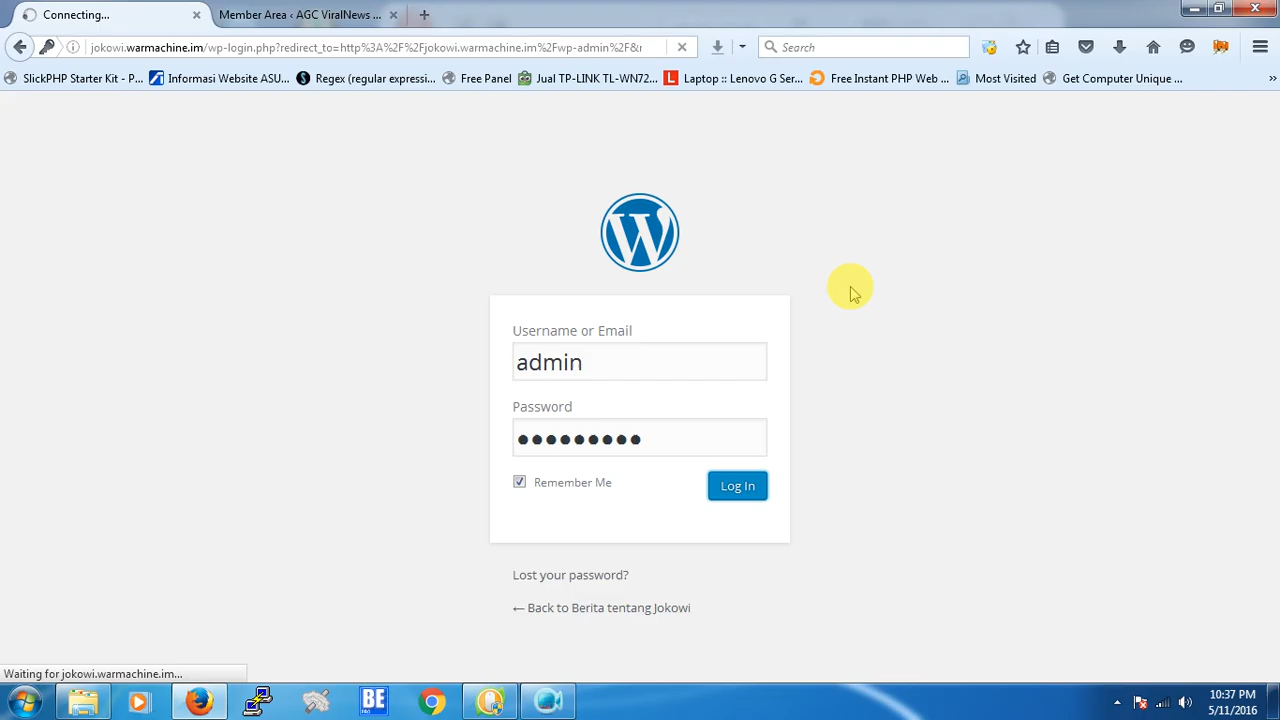 Connecting...
Member Area ‹ AGC ViralNews ...
jokowi.warmachine.im/wp-login.php?redirect_to=http%3A%2F%2Fjokowi.warmachine.im%2Fwp-admin%2F&r
Search
SlickPHP Starter Kit - P...
Informasi Website ASU...
Regex (regular expressi...
Free Panel
Jual TP-LINK TL-WN72...
Laptop :: Lenovo G Serie...
Free Instant PHP Web ...
Most Visited
Get Computer Unique ...
Username or Email
admin
Password
Remember Me
Log In
Lost your password?
← Back to Berita tentang Jokowi
Waiting for jokowi.warmachine.im...
BE
10:37 PM
5/11/2016